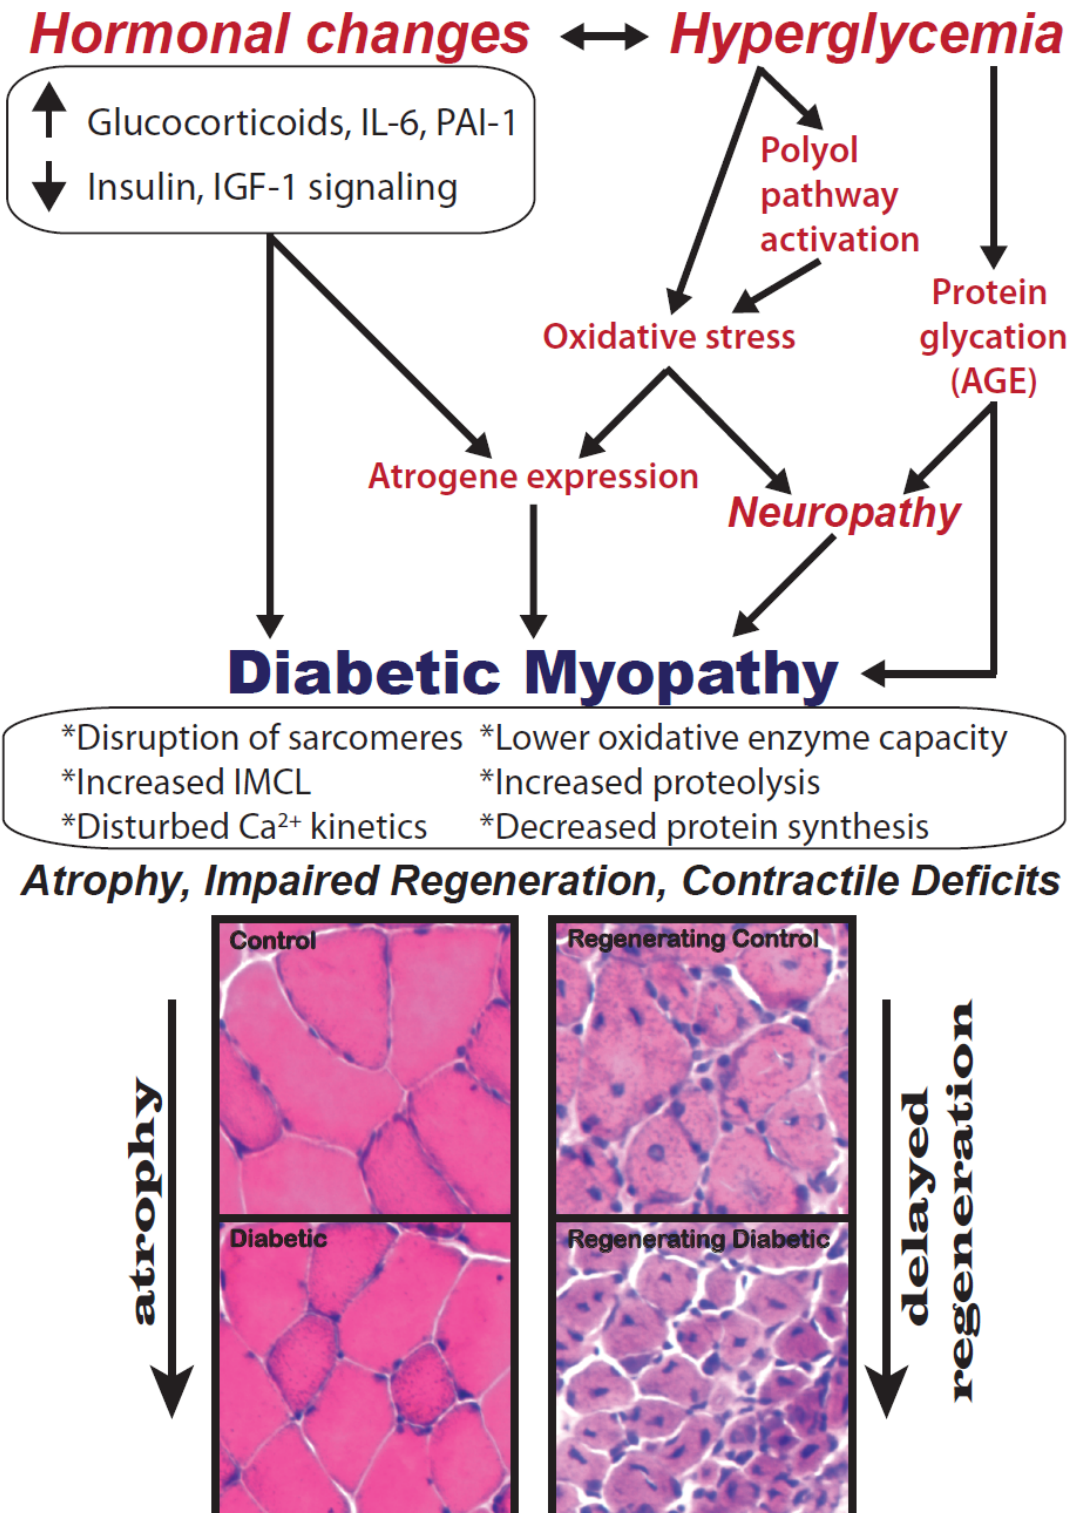 Hormonal changes
Hyperglycemia
Glucocorticoids, IL-6, PAI-1
Insulin, IGF-1 signaling
Polyol
pathway
activation
Protein
glycation
(AGE)
Oxidative stress
Atrogene expression
Neuropathy
Diabetic Myopathy
*Disruption of sarcomeres *Lower oxidative enzyme capacity
*Increased IMCL *Increased proteolysis
*Disturbed Ca²⁺ kinetics *Decreased protein synthesis
Atrophy, Impaired Regeneration, Contractile Deficits
Control
Regenerating Control
atrophy
delayed
regeneration
Diabetic
Regenerating Diabetic